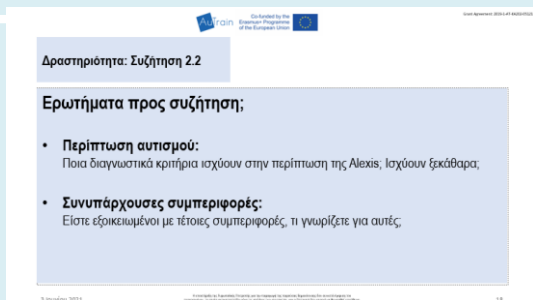 AuTrain
Co-funded by the
Erasmus+ Programme
of the European Union
Δραστηριότητα: Συζήτηση 2.2
Ερωτήματα προς συζήτηση;
• Περίπτωση αυτισμού:
Ποια διαγνωστικά κριτήρια ισχύουν στην περίπτωση της Alexis; Ισχύουν ξεκάθαρα;
• Συνυπάρχουσες συμπεριφορές:
Είστε εξοικειωμένοι με τέτοιες συμπεριφορές, τι γνωρίζετε για αυτές;